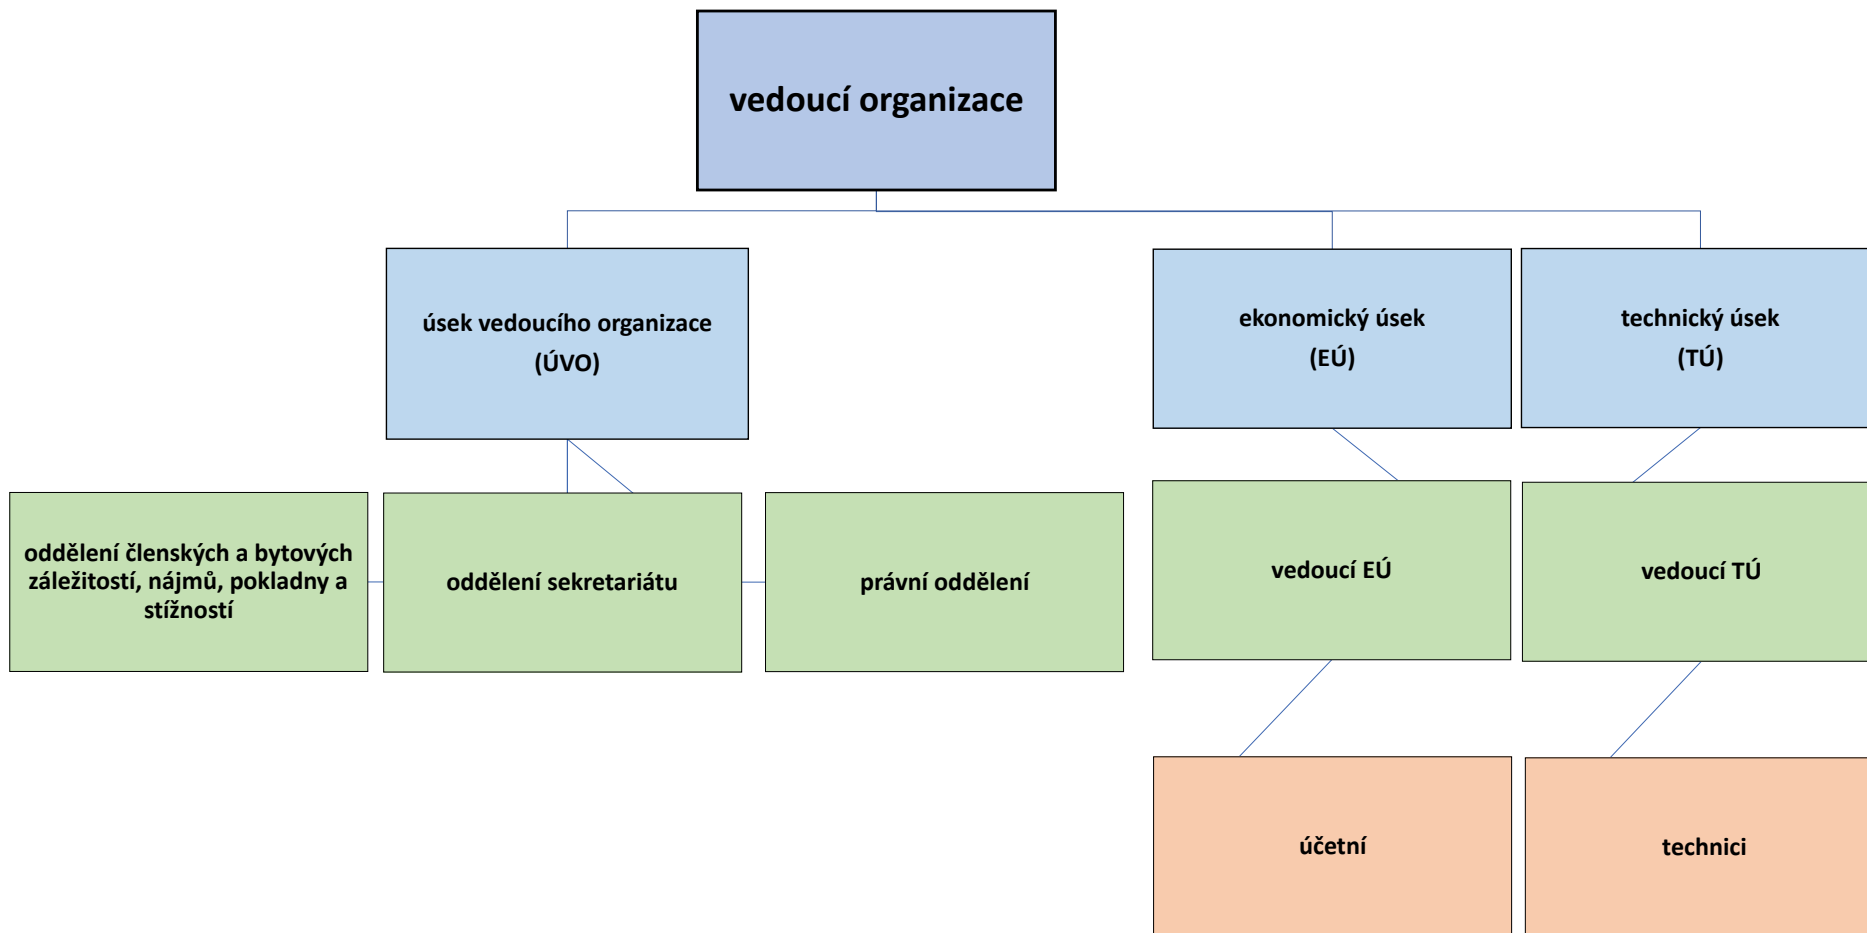 vedoucí organizace
úsek vedoucího organizace
(ÚVO)
ekonomický úsek
(EÚ)
technický úsek
(TÚ)
oddělení členských a bytových
záležitostí, nájmů, pokladny a
stížností
oddělení sekretariátu
právní oddělení
vedoucí EÚ
vedoucí TÚ
účetní
technici